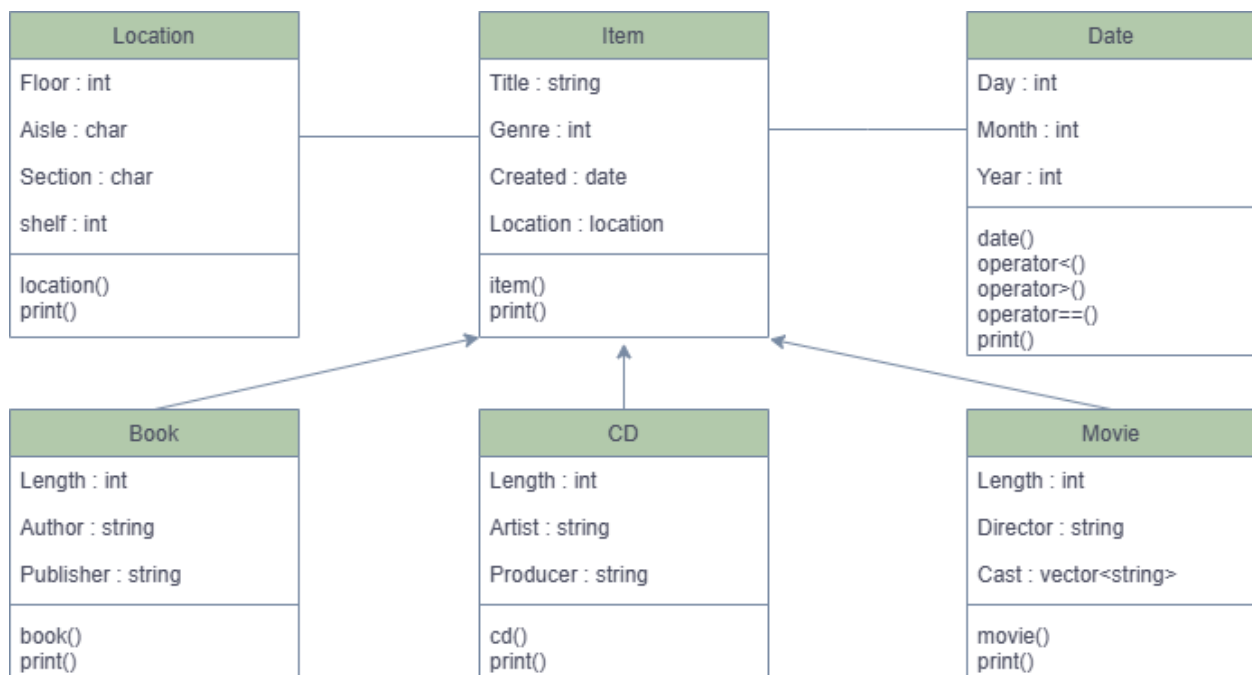 Location
Floor : int
Aisle : char
Section : char
shelf : int
location()
print()
Item
Title : string
Genre : int
Created : date
Location : location
item()
print()
Date
Day : int
Month : int
Year : int
date()
operator<()
operator>()
operator==()
print()
Book
Length : int
Author : string
Publisher : string
book()
print()
CD
Length : int
Artist : string
Producer : string
cd()
print()
Movie
Length : int
Director : string
Cast : vector<string>
movie()
print()